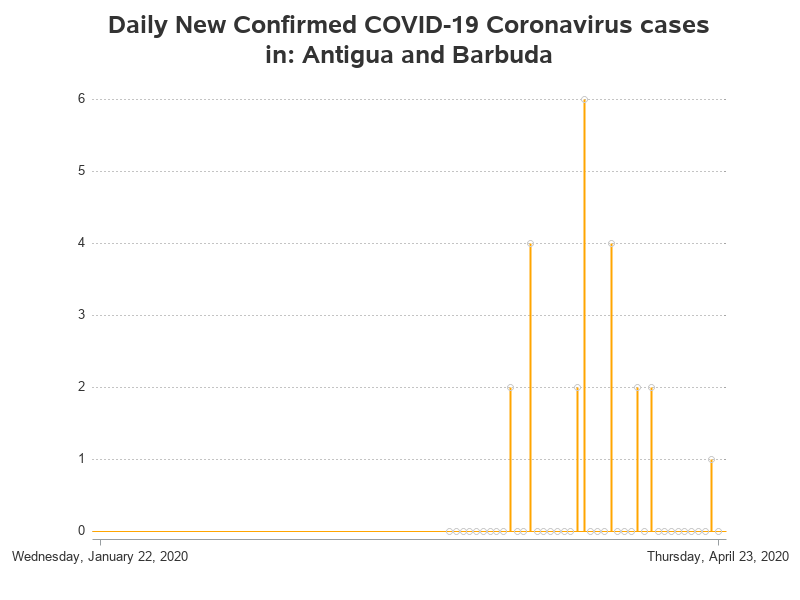 Daily New Confirmed COVID-19 Coronavirus cases
in: Antigua and Barbuda
6
5
4
3
2
1
0
Wednesday, January 22, 2020
Thursday, April 23, 2020